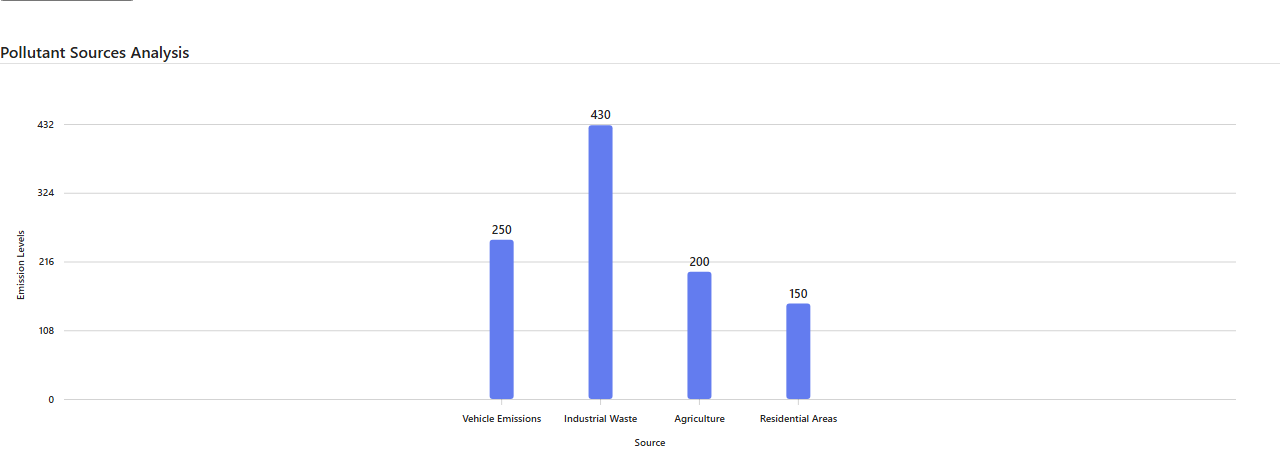 Pollutant Sources Analysis
430
432
324
250
Emission Levels
216
200
150
108
0
Vehicle Emissions Industrial Waste Agriculture Residential Areas
Source